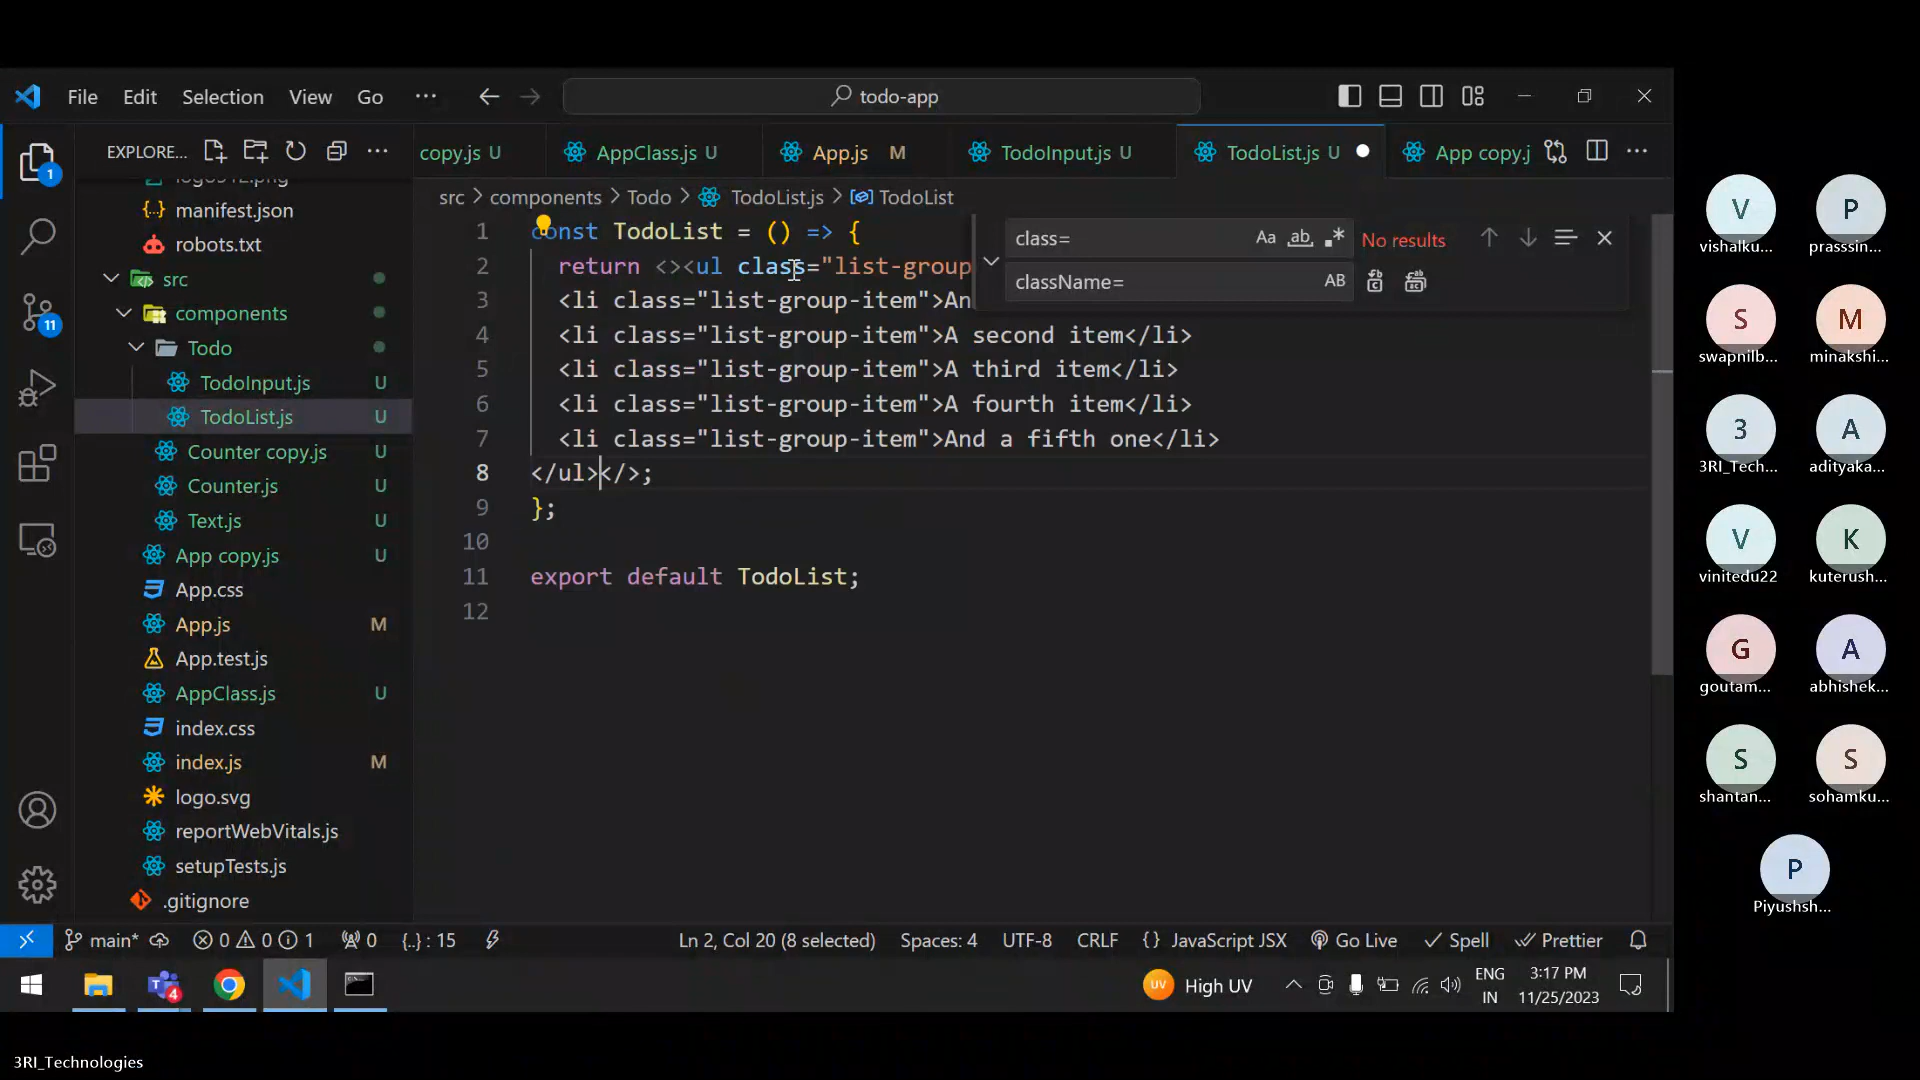 File Edit Selection View Go ··· todo-app
EXPLORE...
copy.js U AppClass.js U App.js M TodoInput.js U TodoList.js U App copy.j
src > components > Todo > TodoList.js > TodoList
manifest.json
robots.txt
src
components
Todo
TodoInput.js U
TodoList.js U
Counter copy.js U
Counter.js U
Text.js U
App copy.js U
App.css
App.js M
App.test.js
AppClass.js U
index.css
index.js M
logo.svg
reportWebVitals.js
setupTests.js
.gitignore
1
11
1 const TodoList = () => {
2 return <><ul class="list-group
3 <li class="list-group-item">An
4 <li class="list-group-item">A second item</li>
5 <li class="list-group-item">A third item</li>
6 <li class="list-group-item">A fourth item</li>
7 <li class="list-group-item">And a fifth one</li>
8 </ul></>;
9 };
10
11 export default TodoList;
12
class= Aa ab No results
className= AB
main* 0 0 1 0 {..} : 15
Ln 2, Col 20 (8 selected) Spaces: 4 UTF-8 CRLF {} JavaScript JSX Go Live Spell Prettier
4
UV High UV
ENG
IN
3:17 PM
11/25/2023
V
vishalku...
P
prasssin...
S
swapnilb...
M
minakshi...
3
3RI_Tech...
A
adityaka...
V
vinitedu22
K
kuterush...
G
goutam...
A
abhishek...
S
shantan...
S
sohamku...
P
Piyushsh...
3RI_Technologies